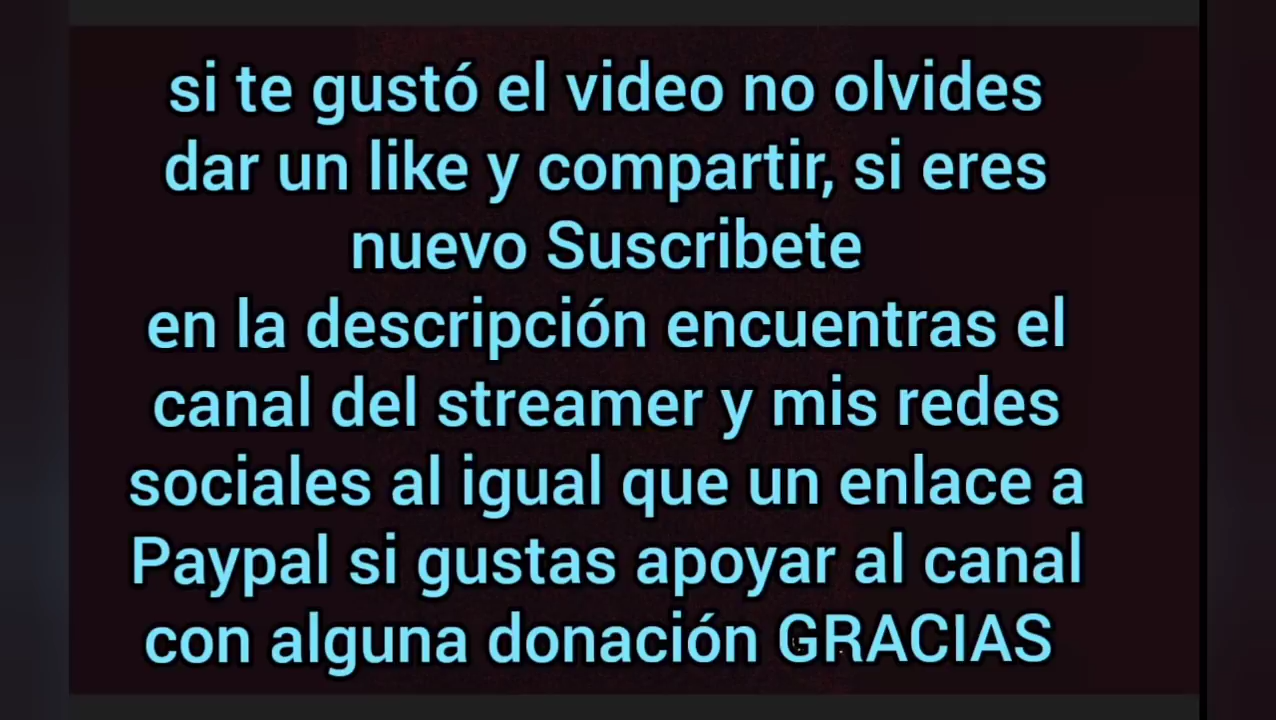 si te gustó el video no olvides
dar un like y compartir, si eres
nuevo Suscribete
en la descripción encuentras el
canal del streamer y mis redes
sociales al igual que un enlace a
Paypal si gustas apoyar al canal
con alguna donación GRACIAS